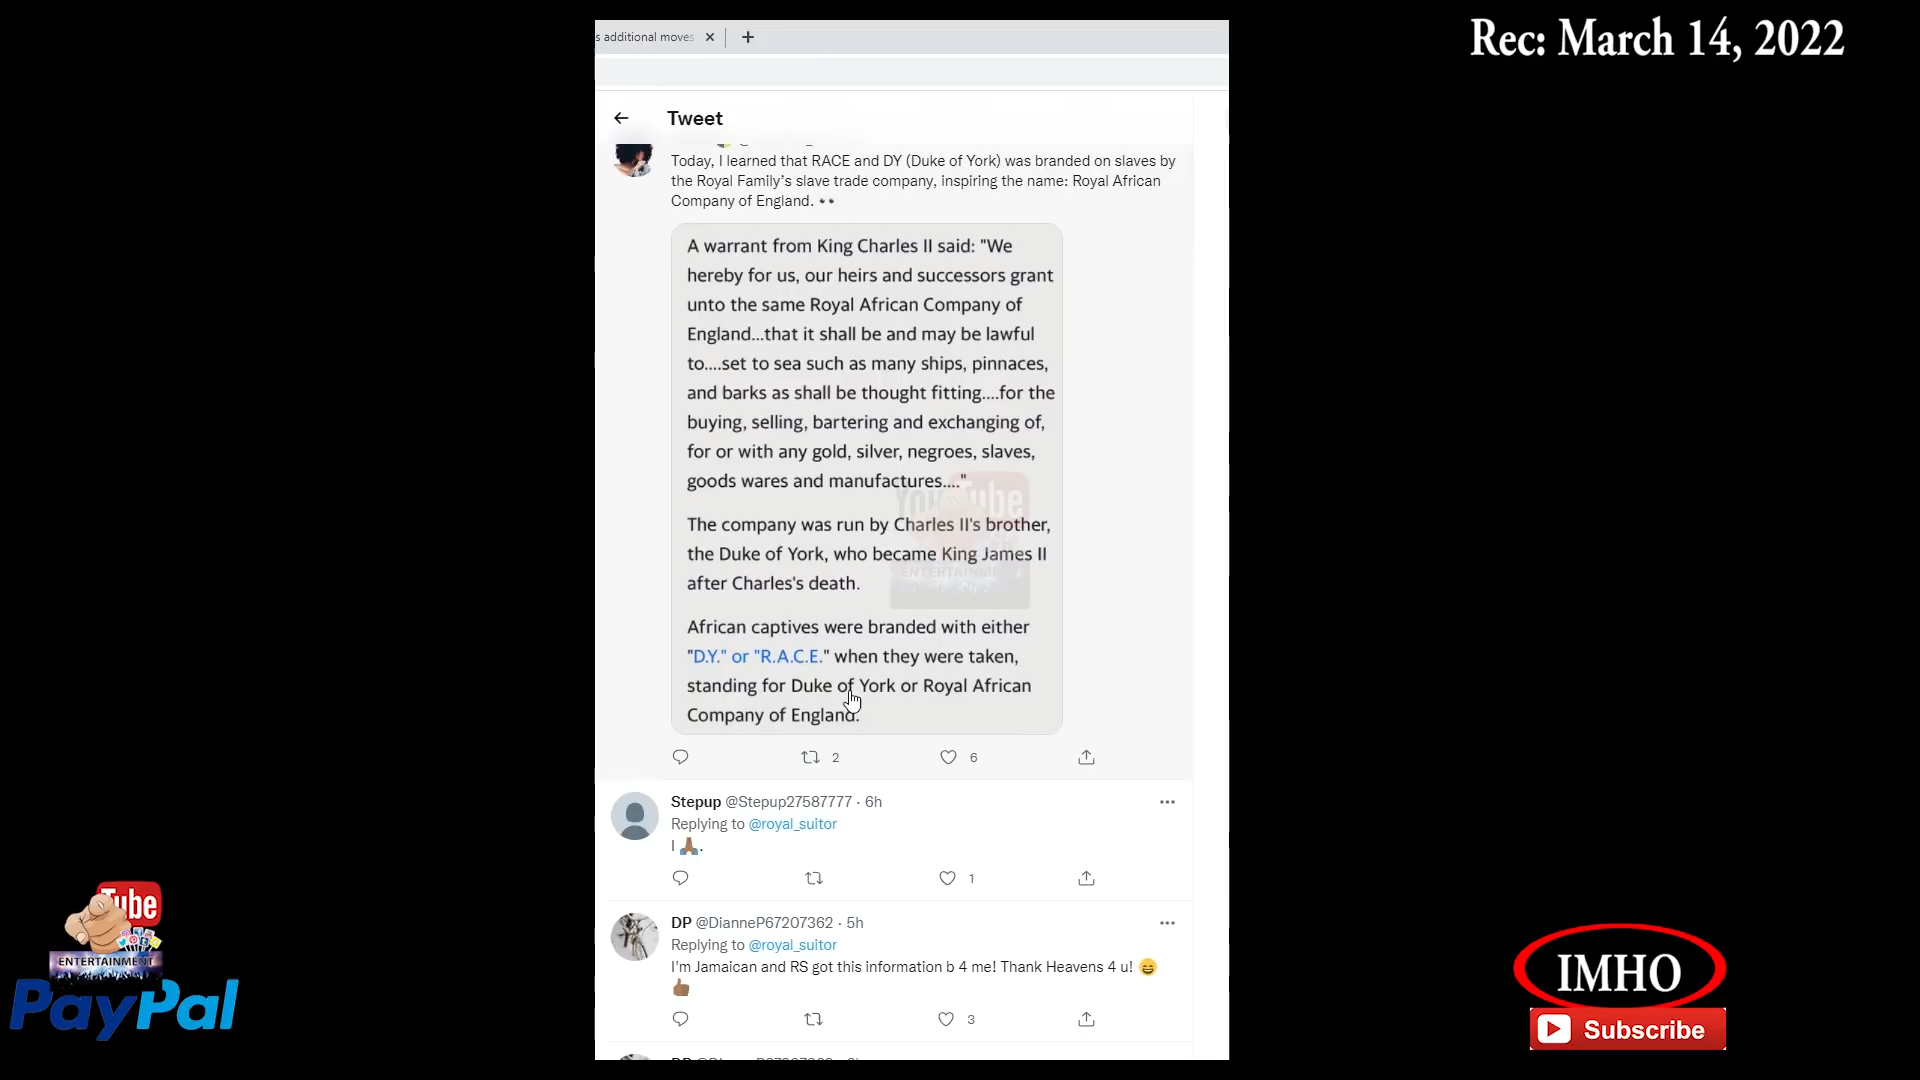 Rec: March 14, 2022
s additional moves
Tweet
Today, I learned that RACE and DY (Duke of York) was branded on slaves by
the Royal Family’s slave trade company, inspiring the name: Royal African
Company of England.
A warrant from King Charles II said: "We
hereby for us, our heirs and successors grant
unto the same Royal African Company of
England...that it shall be and may be lawful
to....set to sea such as many ships, pinnaces,
and barks as shall be thought fitting....for the
buying, selling, bartering and exchanging of,
for or with any gold, silver, negroes, slaves,
goods wares and manufactures...."
YouTube
The company was run by Charles II's brother,
the Duke of York, who became King James II
after Charles's death.
ENTERTAINMENT
African captives were branded with either
"D.Y." or "R.A.C.E." when they were taken,
standing for Duke of York or Royal African
Company of England.
2
6
Stepup @Stepup27587777 · 6h
Replying to @royal_suitor
I 🙏🏾.
1
DP @DianneP67207362 · 5h
Replying to @royal_suitor
I'm Jamaican and RS got this information b 4 me! Thank Heavens 4 u! 😄
👍🏾
3
Tube
ENTERTAINMENT
PayPal
IMHO
Subscribe